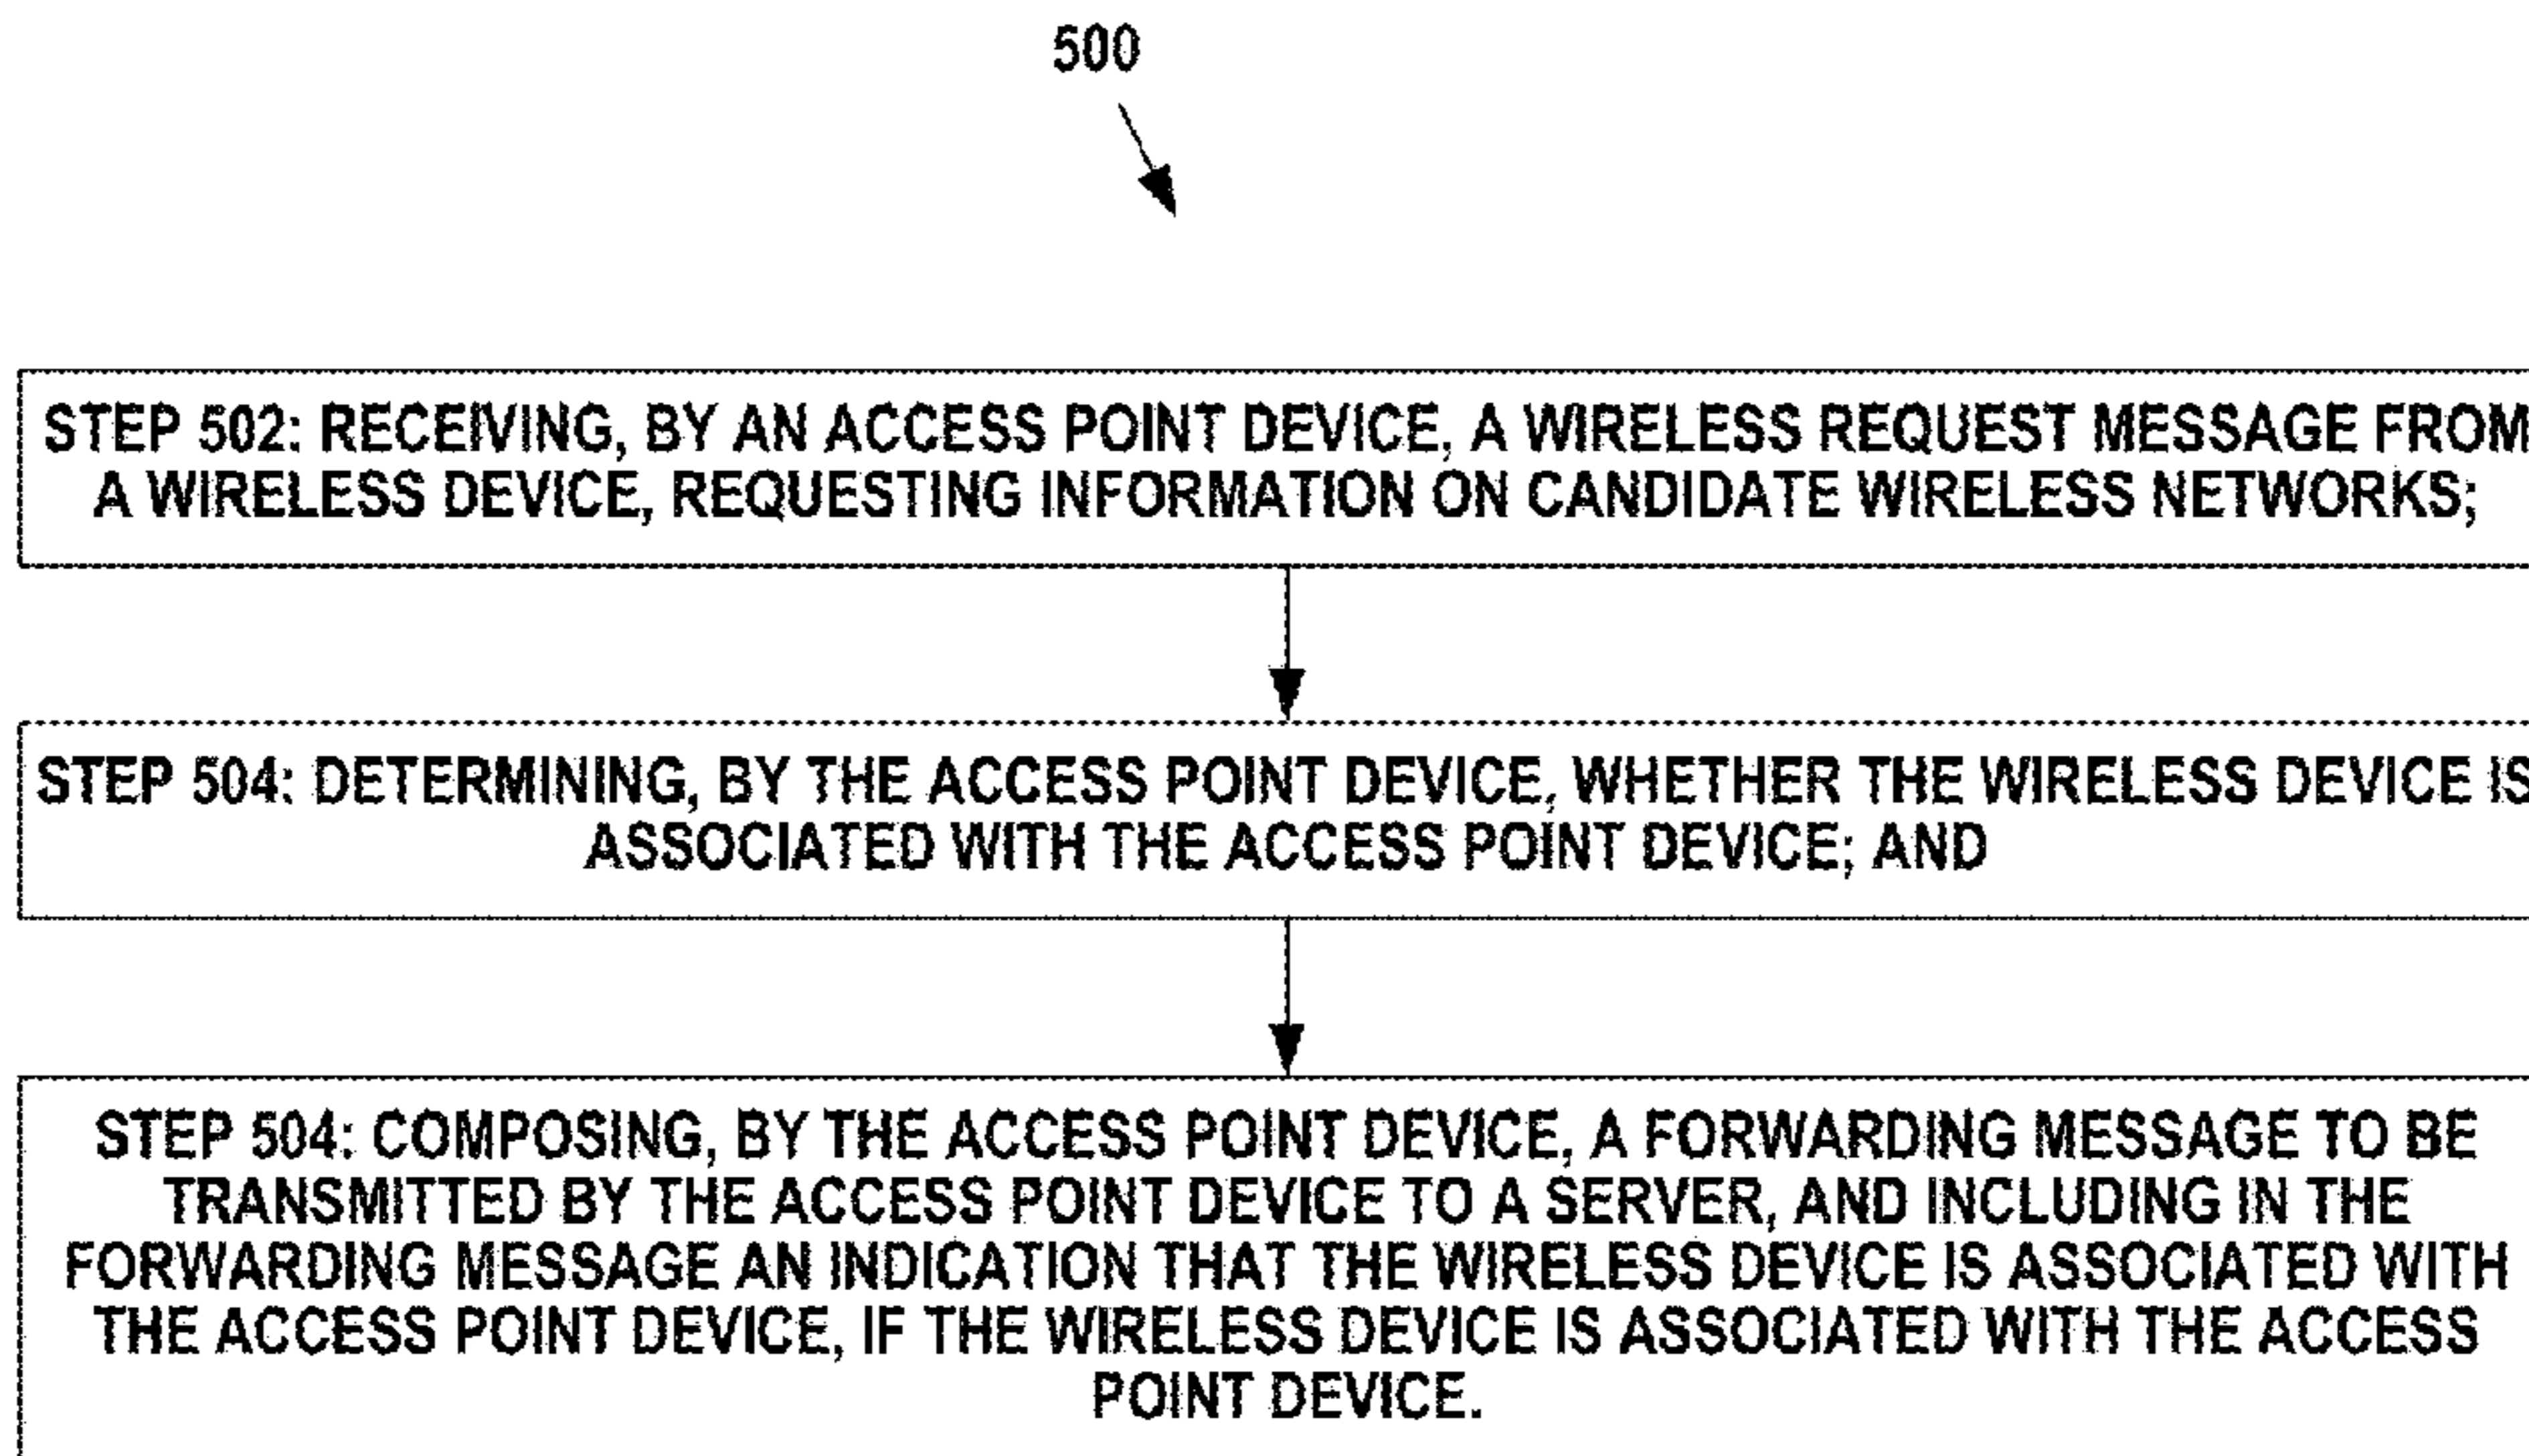 500
STEP 502: RECEIVING, BY AN ACCESS POINT DEVICE, A WIRELESS REQUEST MESSAGE FROM
A WIRELESS DEVICE, REQUESTING INFORMATION ON CANDIDATE WIRELESS NETWORKS;
STEP 504: DETERMINING, BY THE ACCESS POINT DEVICE, WHETHER THE WIRELESS DEVICE IS
ASSOCIATED WITH THE ACCESS POINT DEVICE; AND
STEP 504: COMPOSING, BY THE ACCESS POINT DEVICE, A FORWARDING MESSAGE TO BE
TRANSMITTED BY THE ACCESS POINT DEVICE TO A SERVER, AND INCLUDING IN THE
FORWARDING MESSAGE AN INDICATION THAT THE WIRELESS DEVICE IS ASSOCIATED WITH
THE ACCESS POINT DEVICE, IF THE WIRELESS DEVICE IS ASSOCIATED WITH THE ACCESS
POINT DEVICE.